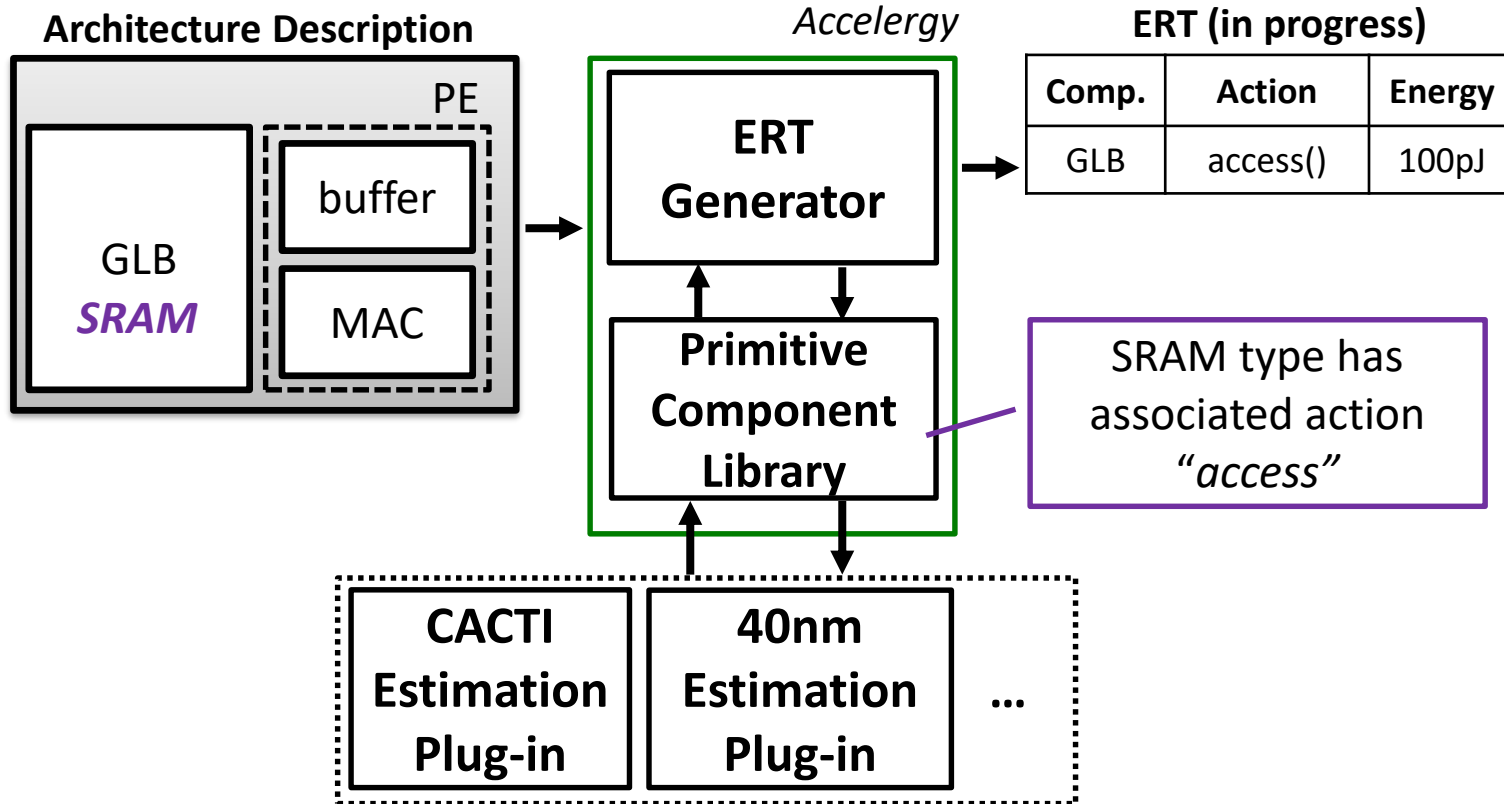 Architecture Description
PE
GLB
SRAM
buffer
MAC
Accelergy
ERT
Generator
Primitive
Component
Library
CACTI
Estimation
Plug-in
40nm
Estimation
Plug-in
...
ERT (in progress)
Comp. Action Energy
GLB access() 100pJ
SRAM type has
associated action
“access”